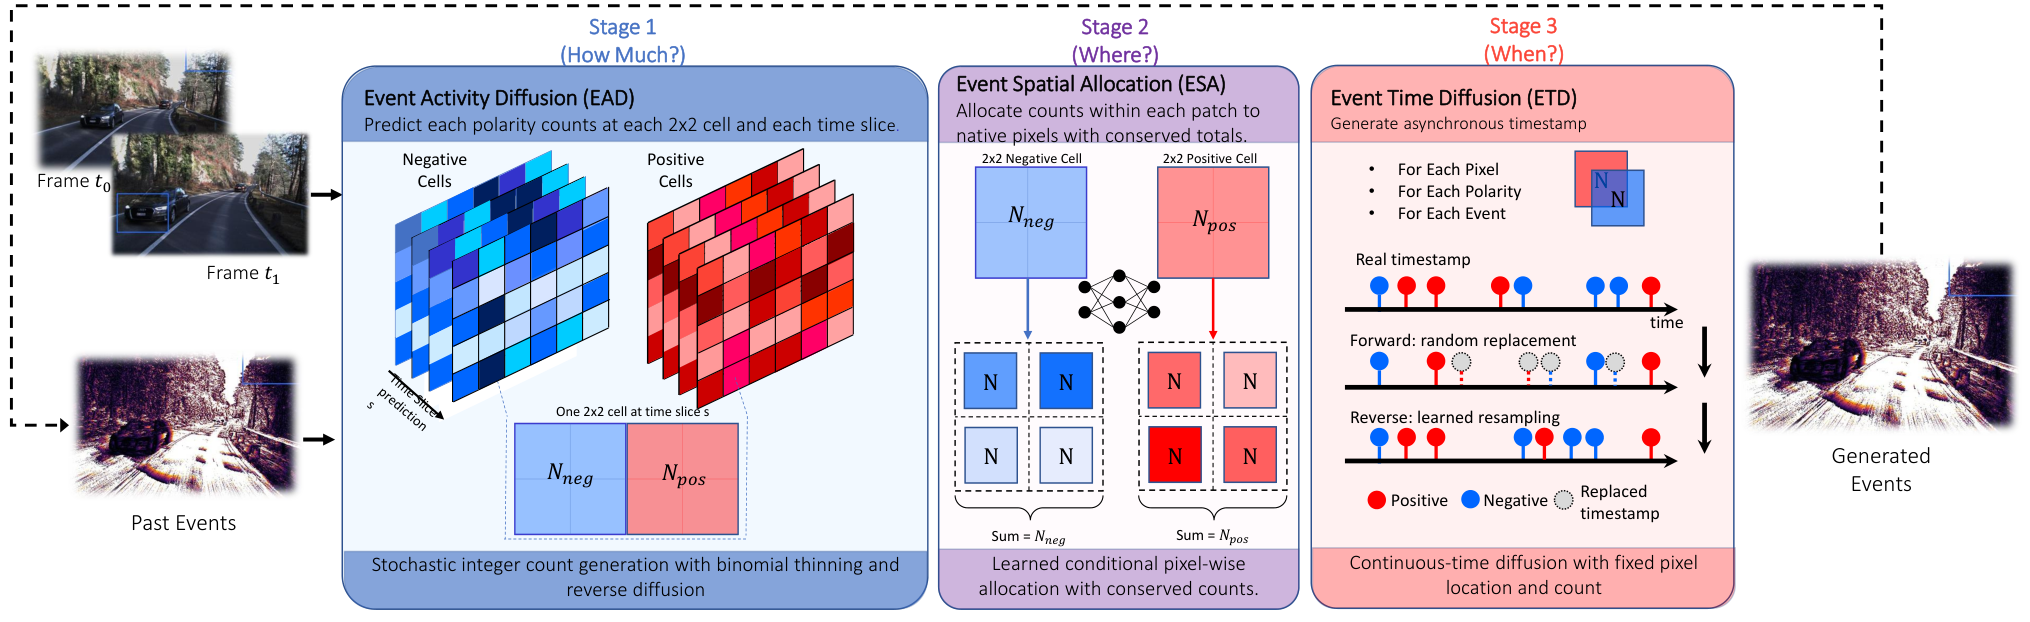 Stage 1
(How Much?)
Stage 2
(Where?)
Stage 3
(When?)
Frame t0
Frame t1
Past Events
Event Activity Diffusion (EAD)
Predict each polarity counts at each 2x2 cell and each time slice.
Negative
Cells
Positive
Cells
Time Slice
prediction
s
One 2x2 cell at time slice s
Nneg
Npos
Stochastic integer count generation with binomial thinning and
reverse diffusion
Event Spatial Allocation (ESA)
Allocate counts within each patch to
native pixels with conserved totals.
2x2 Negative Cell
2x2 Positive Cell
Nneg
Npos
N N N N
N N N N
Sum = Nneg
Sum = Npos
Learned conditional pixel-wise
allocation with conserved counts.
Event Time Diffusion (ETD)
Generate asynchronous timestamp
• For Each Pixel
• For Each Polarity
• For Each Event
N
N
Real timestamp
time
Forward: random replacement
Reverse: learned resampling
Positive
Negative
Replaced
timestamp
Continuous-time diffusion with fixed pixel
location and count
Generated
Events